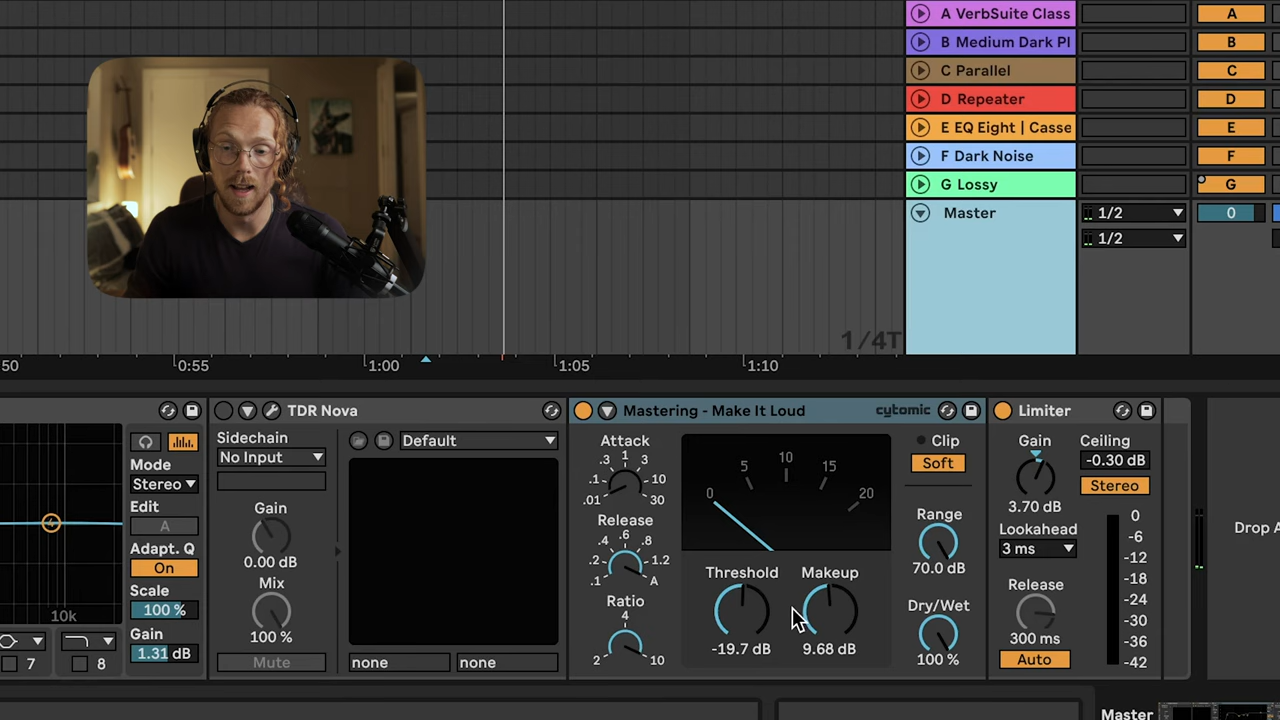 A VerbSuite Class
A
B Medium Dark Pl
B
C Parallel
C
D Repeater
D
E EQ Eight | Casse
E
F Dark Noise
F
G Lossy
G
Master
1/2
0
1/2
1/4T
50
0:55
1:00
1:05
1:10
Mode
Stereo
Edit
A
Adapt. Q
On
Scale
100 %
Gain
1.31 dB
10k
7
8
4
TDR Nova
Sidechain
No Input
Gain
0.00 dB
Mix
100 %
Mute
Default
none
none
Mastering - Make It Loud
cytomic
Attack
.01
.1
.3
1
3
10
30
Release
.1
.2
.4
.6
.8
1.2
A
Ratio
2
4
10
0
5
10
15
20
Threshold
-19.7 dB
Makeup
9.68 dB
Clip
Soft
Range
70.0 dB
Dry/Wet
100 %
Limiter
Gain
3.70 dB
Lookahead
3 ms
Release
300 ms
Auto
Ceiling
-0.30 dB
Stereo
0
-6
-12
-18
-24
-30
-36
-42
Drop A
Master